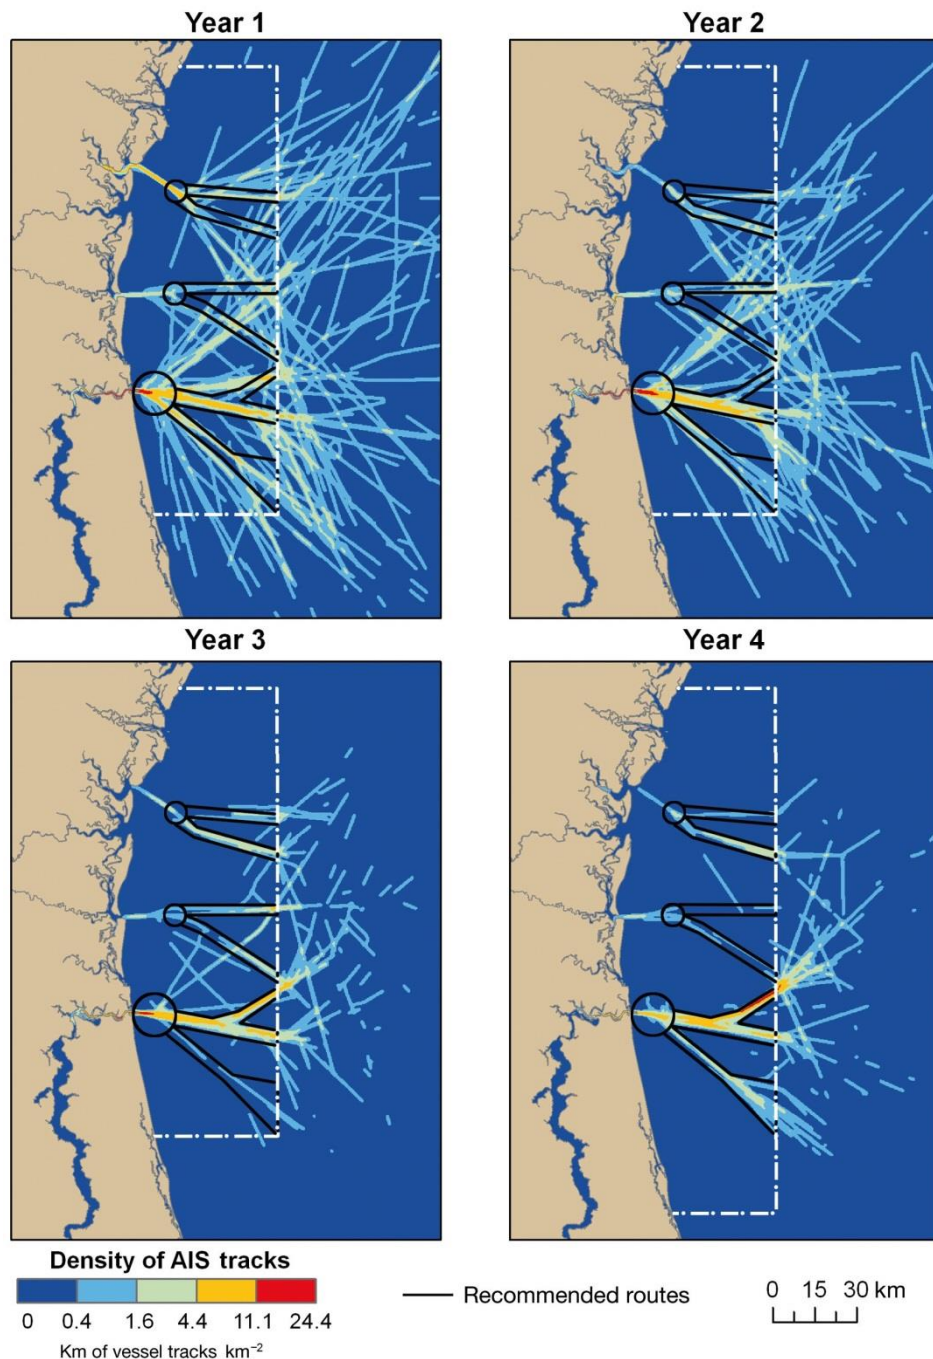 Year 1
Year 2
Year 3
Year 4
Density of AIS tracks
0 0.4 1.6 4.4 11.1 24.4
Km of vessel tracks km⁻²
Recommended routes
0 15 30 km